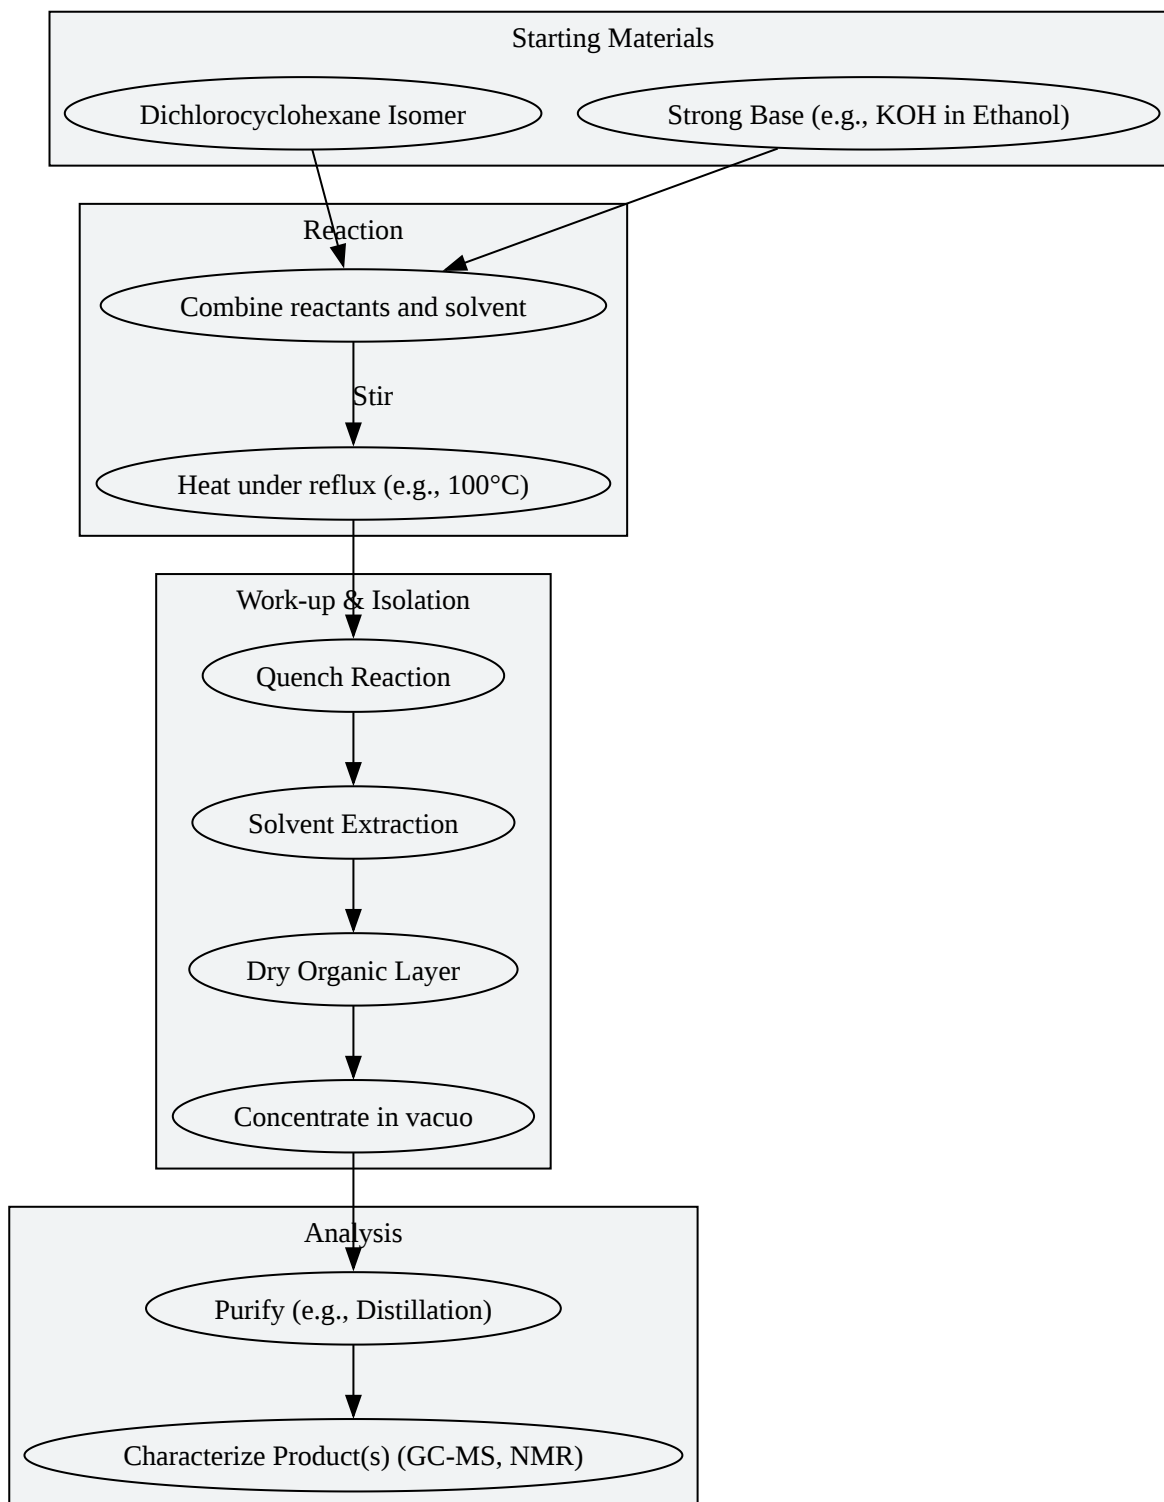 Starting Materials
Dichlorocyclohexane Isomer
Strong Base (e.g., KOH in Ethanol)
Reaction
Combine reactants and solvent
Stir
Heat under reflux (e.g., 100°C)
Work-up & Isolation
Quench Reaction
Solvent Extraction
Dry Organic Layer
Concentrate in vacuo
Analysis
Purify (e.g., Distillation)
Characterize Product(s) (GC-MS, NMR)